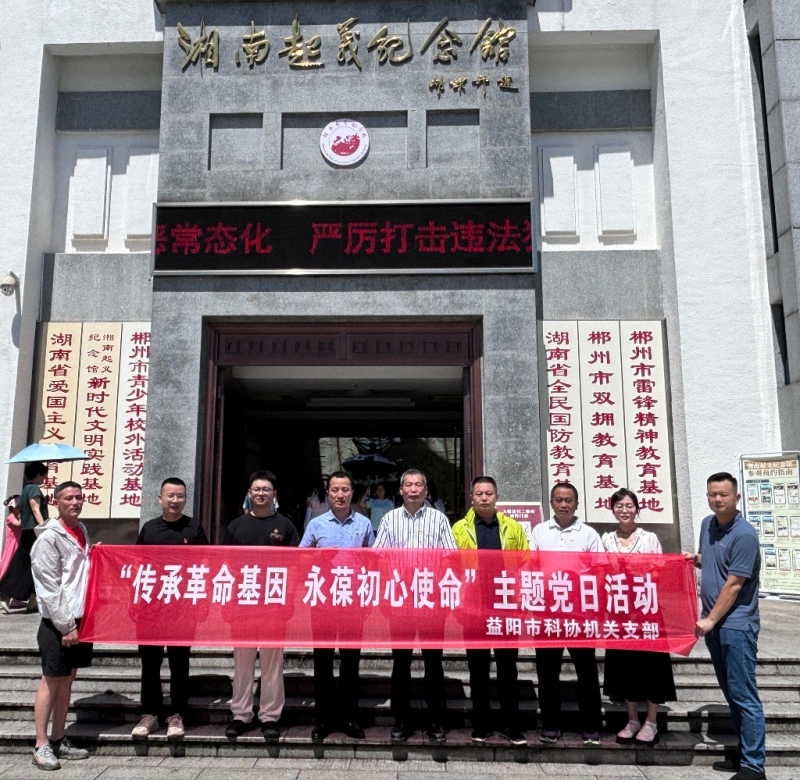 湘南起义纪念馆
恶常态化 严厉打击违法犯
湖南省爱国主义教育基地
湘南起义纪念馆新时代文明实践基地
郴州市青少年校外活动基地
湖南省全民国防教育基地
郴州市双拥教育基地
郴州市雷锋精神教育基地
“传承革命基因 永葆初心使命”主题党日活动
益阳市科协机关支部